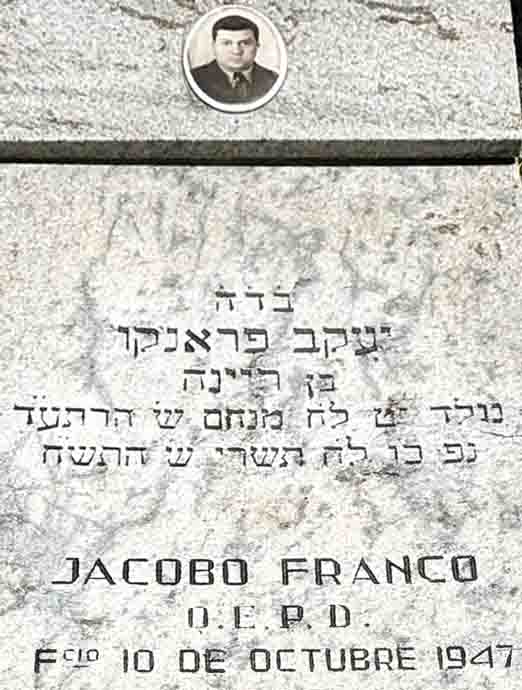 בדה
יעקב פראנקו
בן ריינה
נולד יט לח מנחם ש הרתעד
נפ כו לח תשרי ש התשח
JACOBO FRANCO
Q.E.P.D.
Fcio 10 DE OCTUBRE 1947